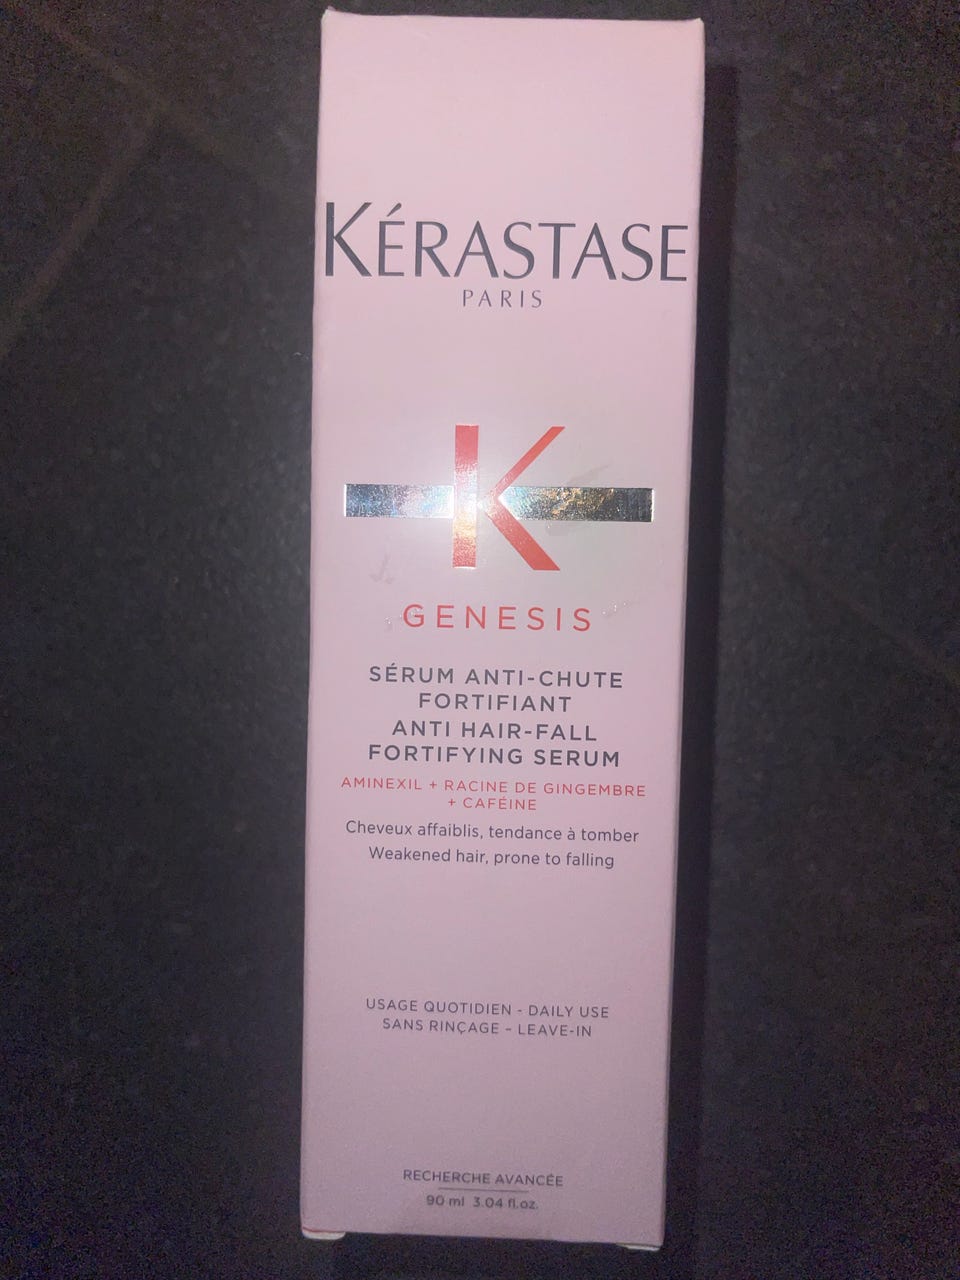 KÉRASTASE
PARIS
K
GENESIS
SÉRUM ANTI-CHUTE
FORTIFIANT
ANTI HAIR-FALL
FORTIFYING SERUM
AMINEXIL + RACINE DE GINGEMBRE
+ CAFÉINE
Cheveux affaiblis, tendance à tomber
Weakened hair, prone to falling
USAGE QUOTIDIEN - DAILY USE
SANS RINÇAGE – LEAVE-IN
RECHERCHE AVANCÉE
90 ml 3.04 fl.oz.